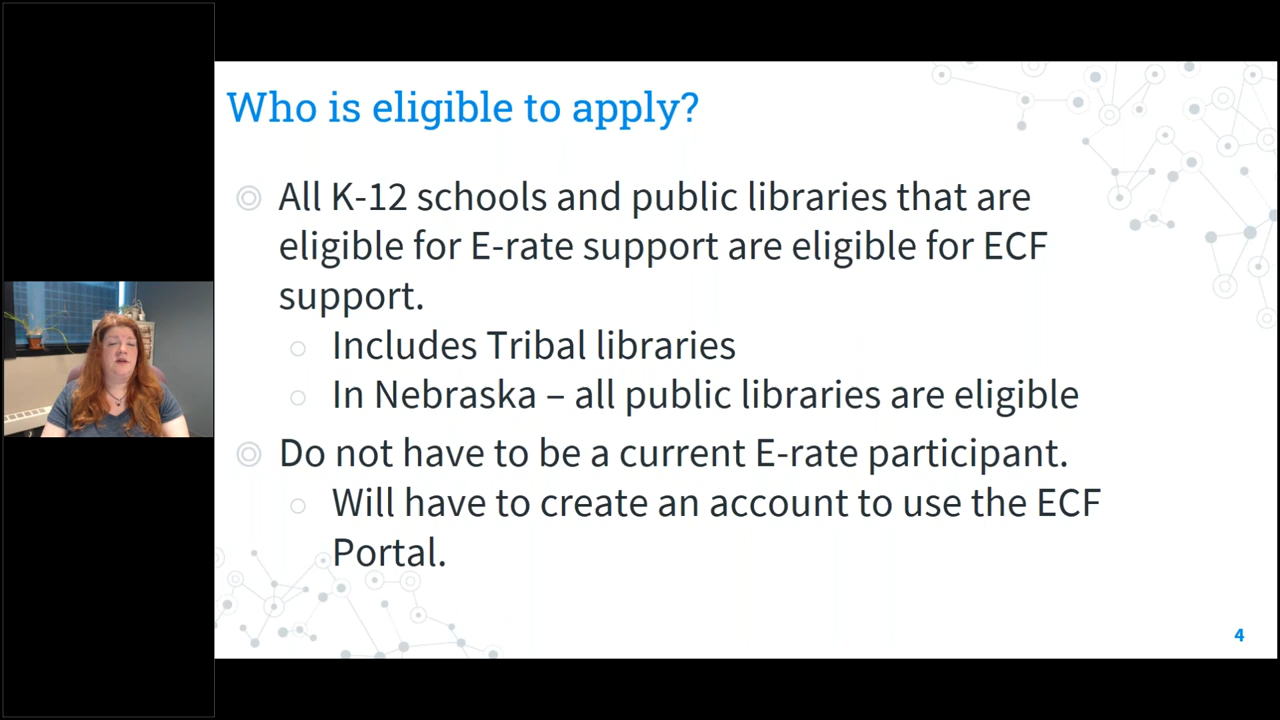 Who is eligible to apply?
All K-12 schools and public libraries that are
eligible for E-rate support are eligible for ECF
support.
Includes Tribal libraries
In Nebraska – all public libraries are eligible
Do not have to be a current E-rate participant.
Will have to create an account to use the ECF
Portal.
4